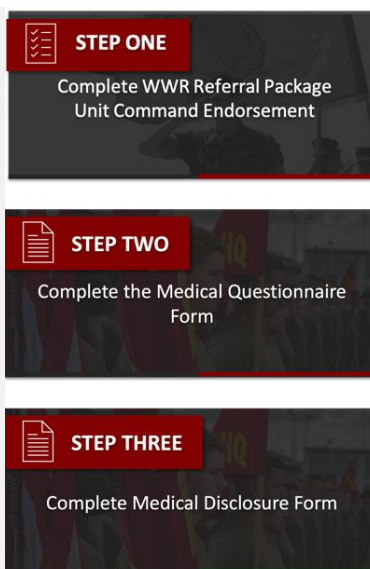 STEP ONE
Complete WWR Referral Package
Unit Command Endorsement
STEP TWO
Complete the Medical Questionnaire
Form
STEP THREE
Complete Medical Disclosure Form